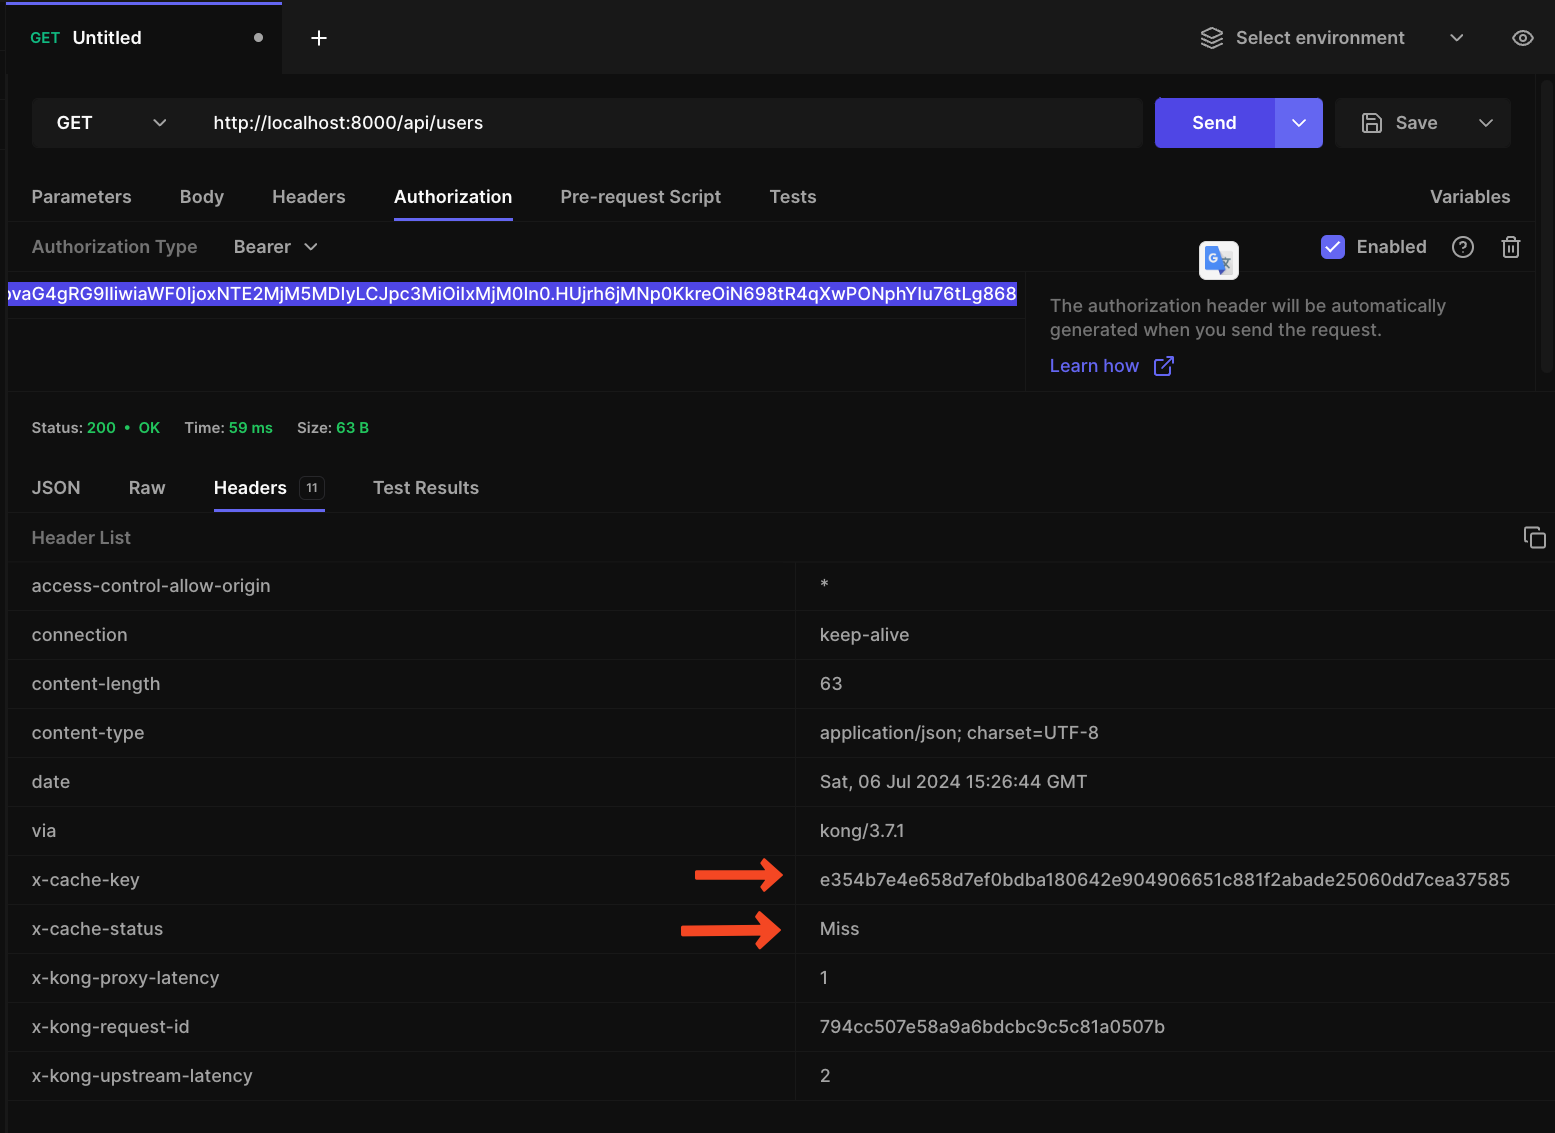 GET Untitled
Select environment
GET http://localhost:8000/api/users Send Save
Parameters Body Headers Authorization Pre-request Script Tests Variables
Authorization Type Bearer Enabled
ovaG4gRG9lIiwiaWF0IjoxNTE2MjM5MDIyLCJpc3MiOiIxMjM0In0.HUjrh6jMNp0KkreOiN698tR4qXwPONphYIu76tLg868
The authorization header will be automatically
generated when you send the request.
Learn how
Status: 200 • OK Time: 59 ms Size: 63 B
JSON Raw Headers 11 Test Results
Header List
access-control-allow-origin *
connection keep-alive
content-length 63
content-type application/json; charset=UTF-8
date Sat, 06 Jul 2024 15:26:44 GMT
via kong/3.7.1
x-cache-key e354b7e4e658d7ef0bdba180642e904906651c881f2abade25060dd7cea37585
x-cache-status Miss
x-kong-proxy-latency 1
x-kong-request-id 794cc507e58a9a6bdcbc9c5c81a0507b
x-kong-upstream-latency 2